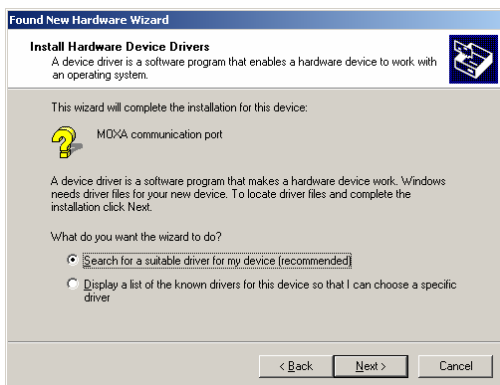 Found New Hardware Wizard
Install Hardware Device Drivers
A device driver is a software program that enables a hardware device to work with
an operating system.
This wizard will complete the installation for this device:
MOXA communication port
A device driver is a software program that makes a hardware device work. Windows
needs driver files for your new device. To locate driver files and complete the
installation click Next.
What do you want the wizard to do?
Search for a suitable driver for my device (recommended)
Display a list of the known drivers for this device so that I can choose a specific
driver
< Back
Next >
Cancel